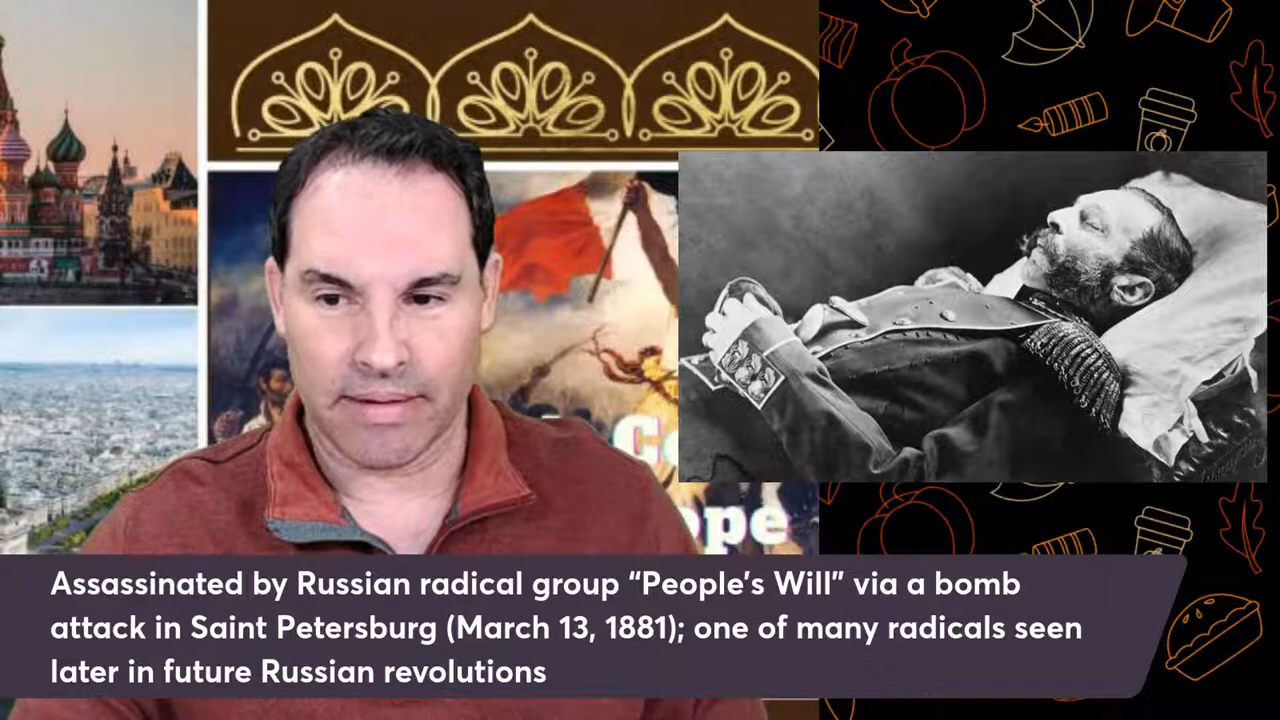 ope
Assassinated by Russian radical group “People’s Will” via a bomb
attack in Saint Petersburg (March 13, 1881); one of many radicals seen
later in future Russian revolutions